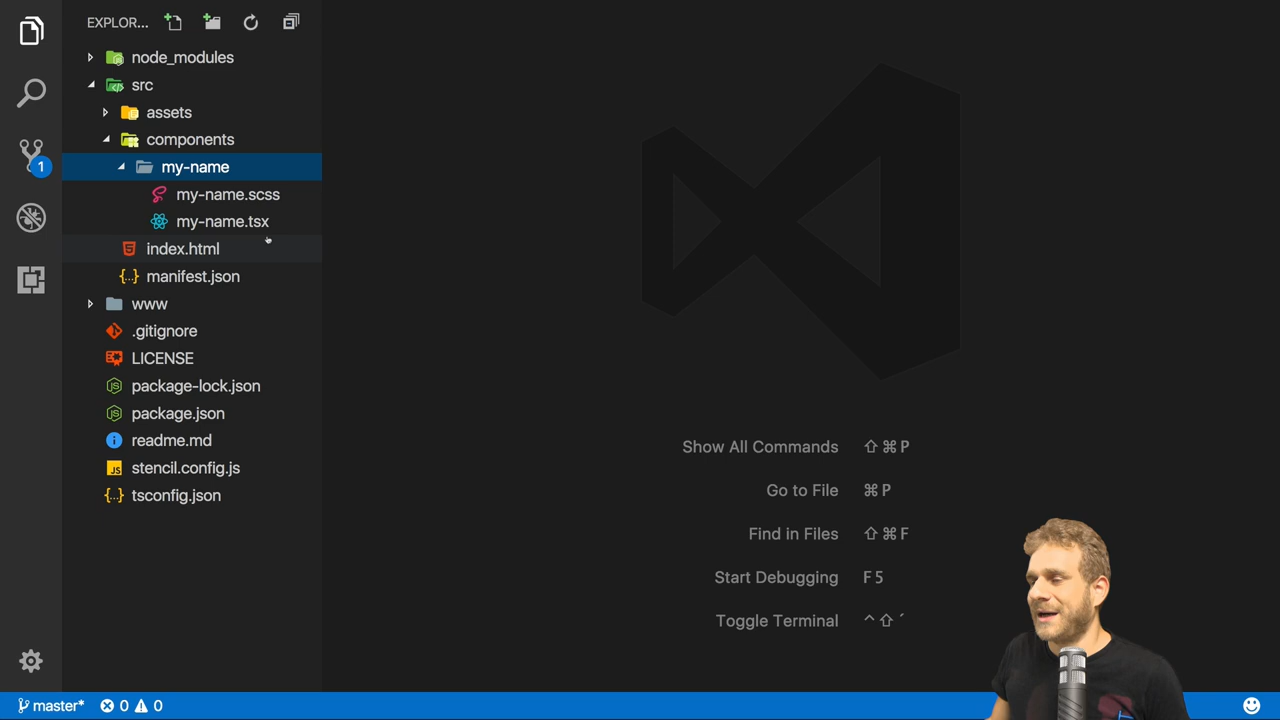 EXPLOR...
node_modules
src
assets
components
my-name
my-name.scss
my-name.tsx
index.html
manifest.json
www
.gitignore
LICENSE
package-lock.json
package.json
readme.md
stencil.config.js
tsconfig.json
1
Show All Commands ⇧⌘P
Go to File ⌘P
Find in Files ⇧⌘F
Start Debugging F5
Toggle Terminal ^⇧´
master* 0 0